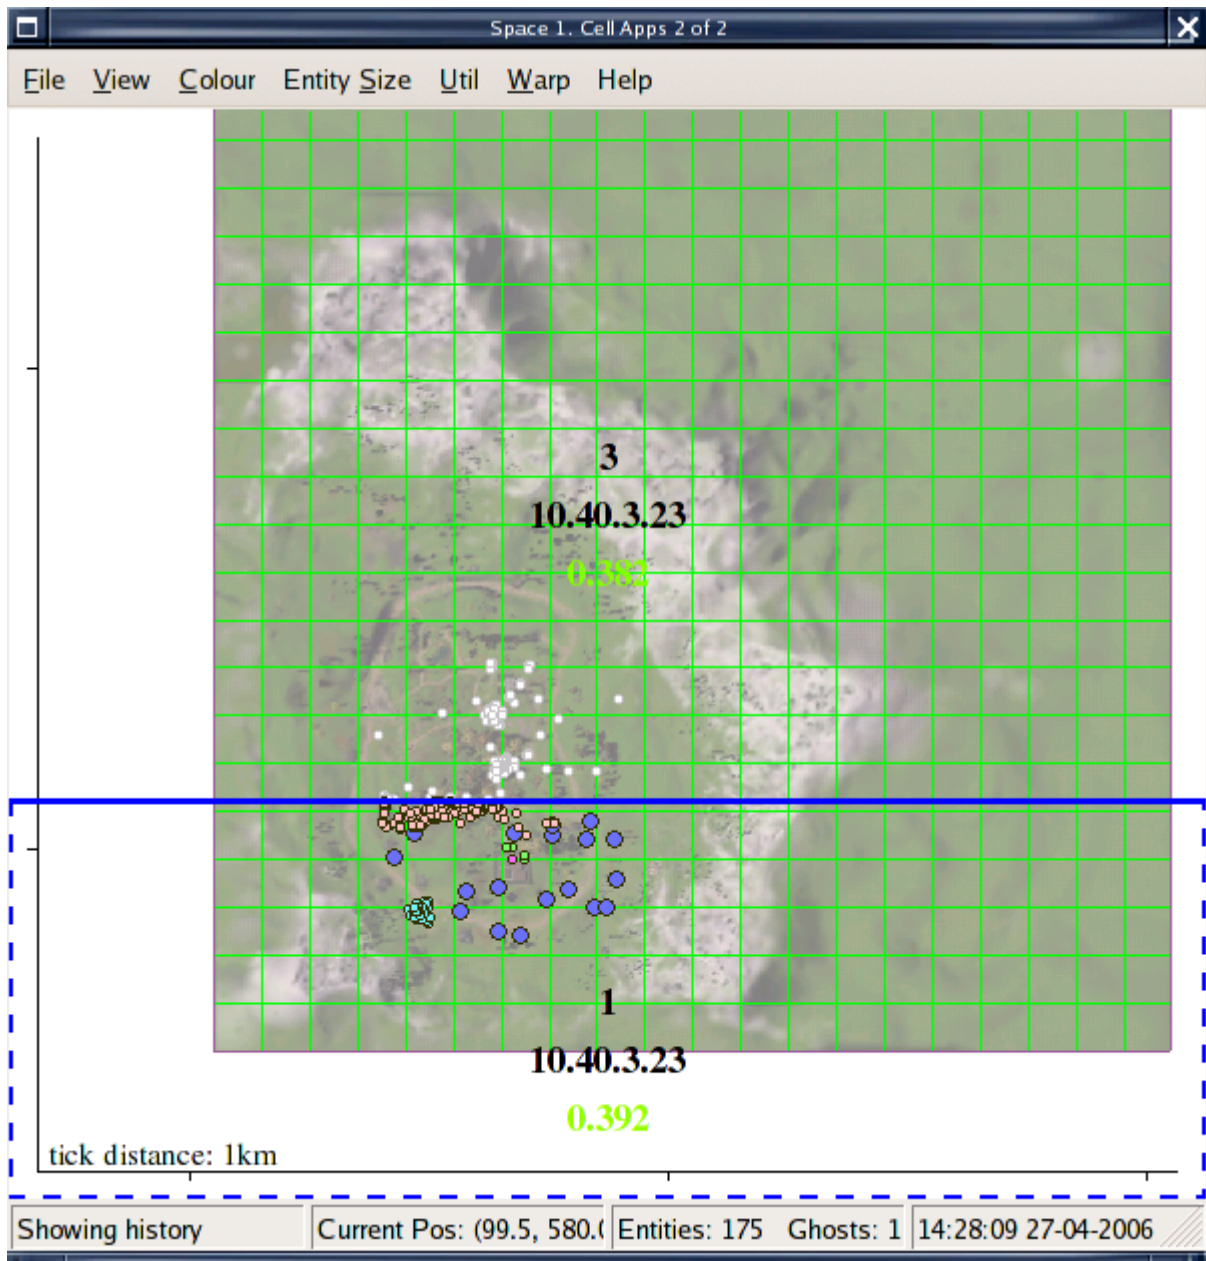 Space 1. Cell Apps 2 of 2
File View Colour Entity Size Util Warp Help
3
10.40.3.23
0.382
1
10.40.3.23
0.392
tick distance: 1km
Showing history Current Pos: (99.5, 580.( Entities: 175 Ghosts: 1 14:28:09 27-04-2006